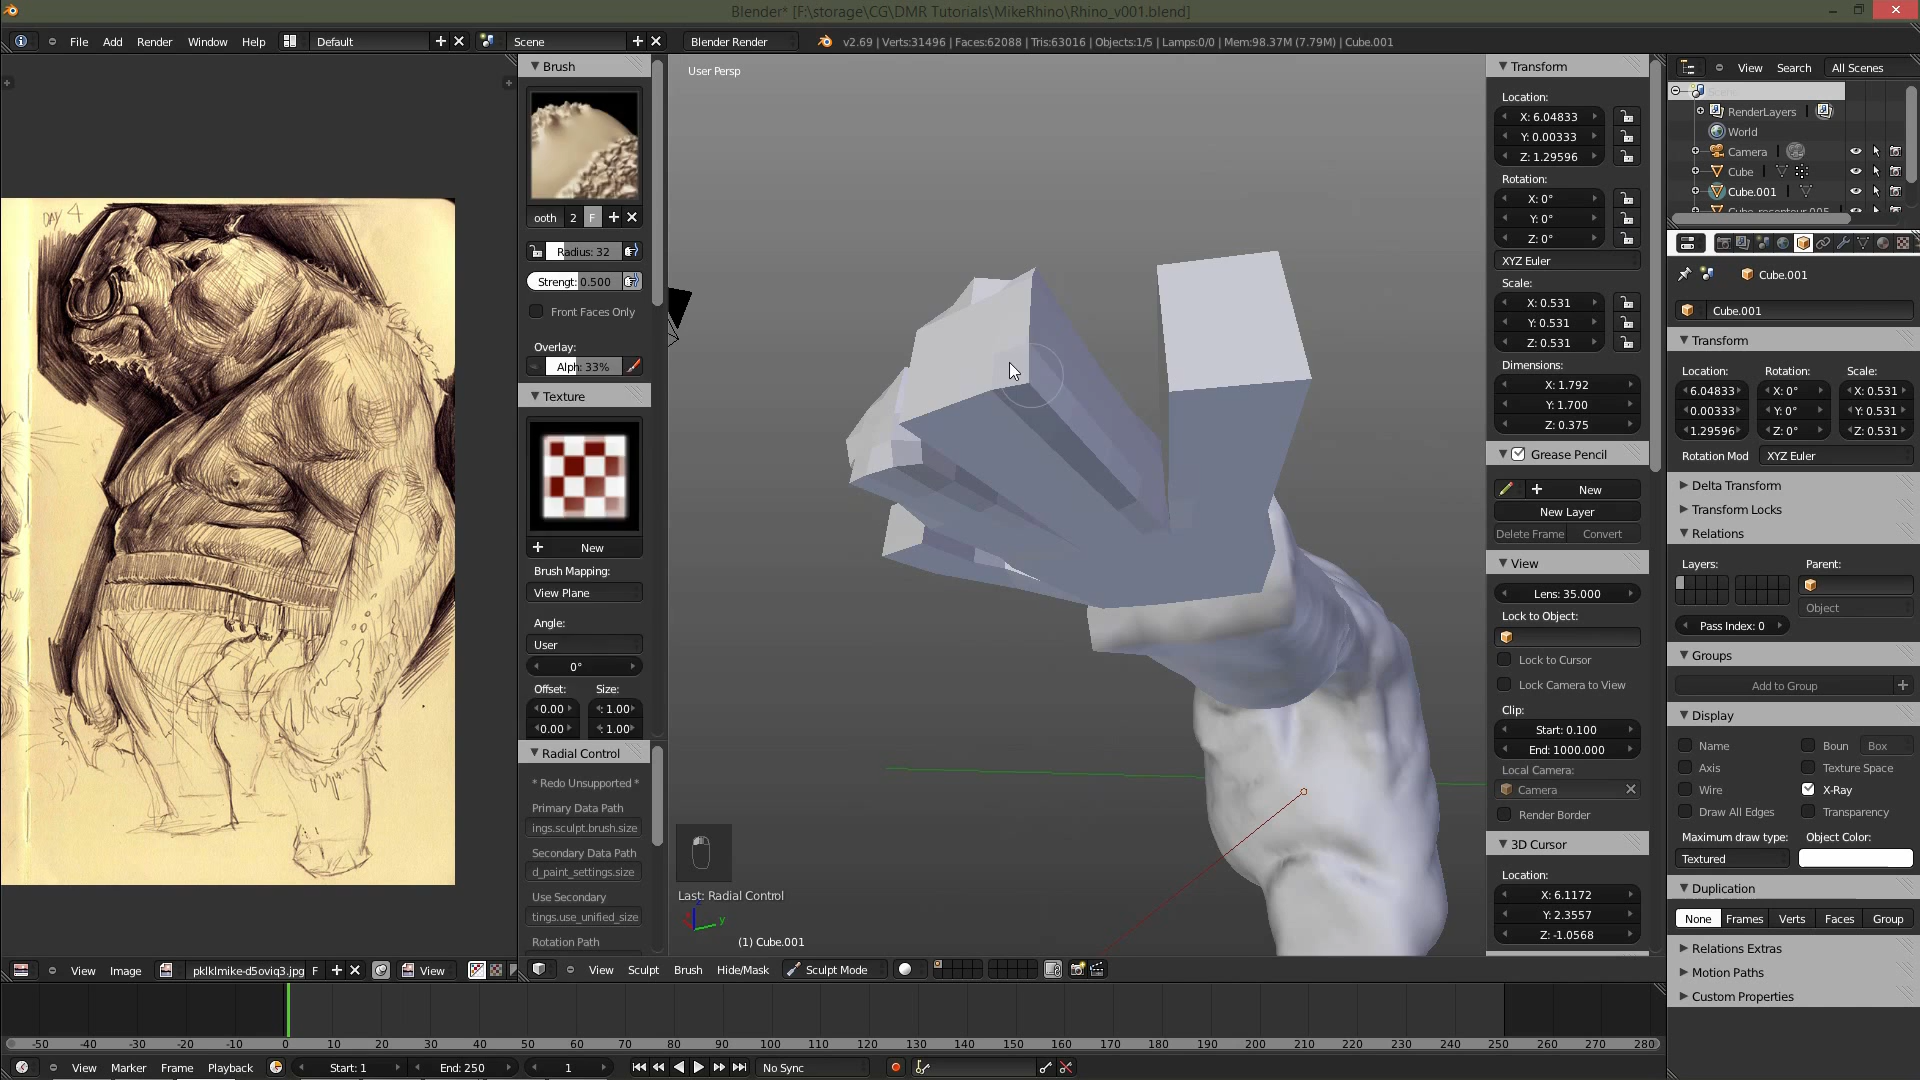 Blender* [F:\storage\CG\DMR Tutorials\MikeRhino\Rhino_v001.blend]
File Add Render Window Help Default Scene Blender Render v2.69 | Verts:31496 | Faces:62088 | Tris:63016 | Objects:1/5 | Lamps:0/0 | Mem:98.37M (7.79M) | Cube.001
DAY 4
Brush
ooth 2 F
Radius: 32
Strengt: 0.500
Front Faces Only
Overlay:
Alph: 33%
Texture
New
Brush Mapping:
View Plane
Angle:
User
0°
Offset: Size:
0.00 : 1.00
0.00 : 1.00
Radial Control
* Redo Unsupported *
Primary Data Path
ings.sculpt.brush.size
Secondary Data Path
d_paint_settings.size
Use Secondary
tings.use_unified_size
Rotation Path
User Persp
Last: Radial Control
y
(1) Cube.001
Transform
Location:
X: 6.04833
Y: 0.00333
Z: 1.29596
Rotation:
X: 0°
Y: 0°
Z: 0°
XYZ Euler
Scale:
X: 0.531
Y: 0.531
Z: 0.531
Dimensions:
X: 1.792
Y: 1.700
Z: 0.375
Grease Pencil
New
New Layer
Delete Frame Convert
View
Lens: 35.000
Lock to Object:
Lock to Cursor
Lock Camera to View
Clip:
Start: 0.100
End: 1000.000
Local Camera:
Camera
Render Border
3D Cursor
Location:
X: 6.1172
Y: 2.3557
Z: -1.0568
View Search All Scenes
RenderLayers
World
Camera
Cube
Cube.001
Cube.001
Cube.001
Transform
Location: Rotation: Scale:
6.04833 X: 0° X: 0.531
0.00333 Y: 0° Y: 0.531
1.29596 Z: 0° Z: 0.531
Rotation Mod XYZ Euler
Delta Transform
Transform Locks
Relations
Layers: Parent:
Object
Pass Index: 0
Groups
Add to Group
Display
Name Boun Box
Axis Texture Space
Wire X-Ray
Draw All Edges Transparency
Maximum draw type: Object Color:
Textured
Duplication
None Frames Verts Faces Group
Relations Extras
Motion Paths
Custom Properties
View Image pklklmike-d5oviq3.jpg F View
View Sculpt Brush Hide/Mask Sculpt Mode
-50 -40 -30 -20 -10 0 10 20 30 40 50 60 70 80 90 100 110 120 130 140 150 160 170 180 190 200 210 220 230 240 250 260 270 280
View Marker Frame Playback Start: 1 End: 250 1 No Sync